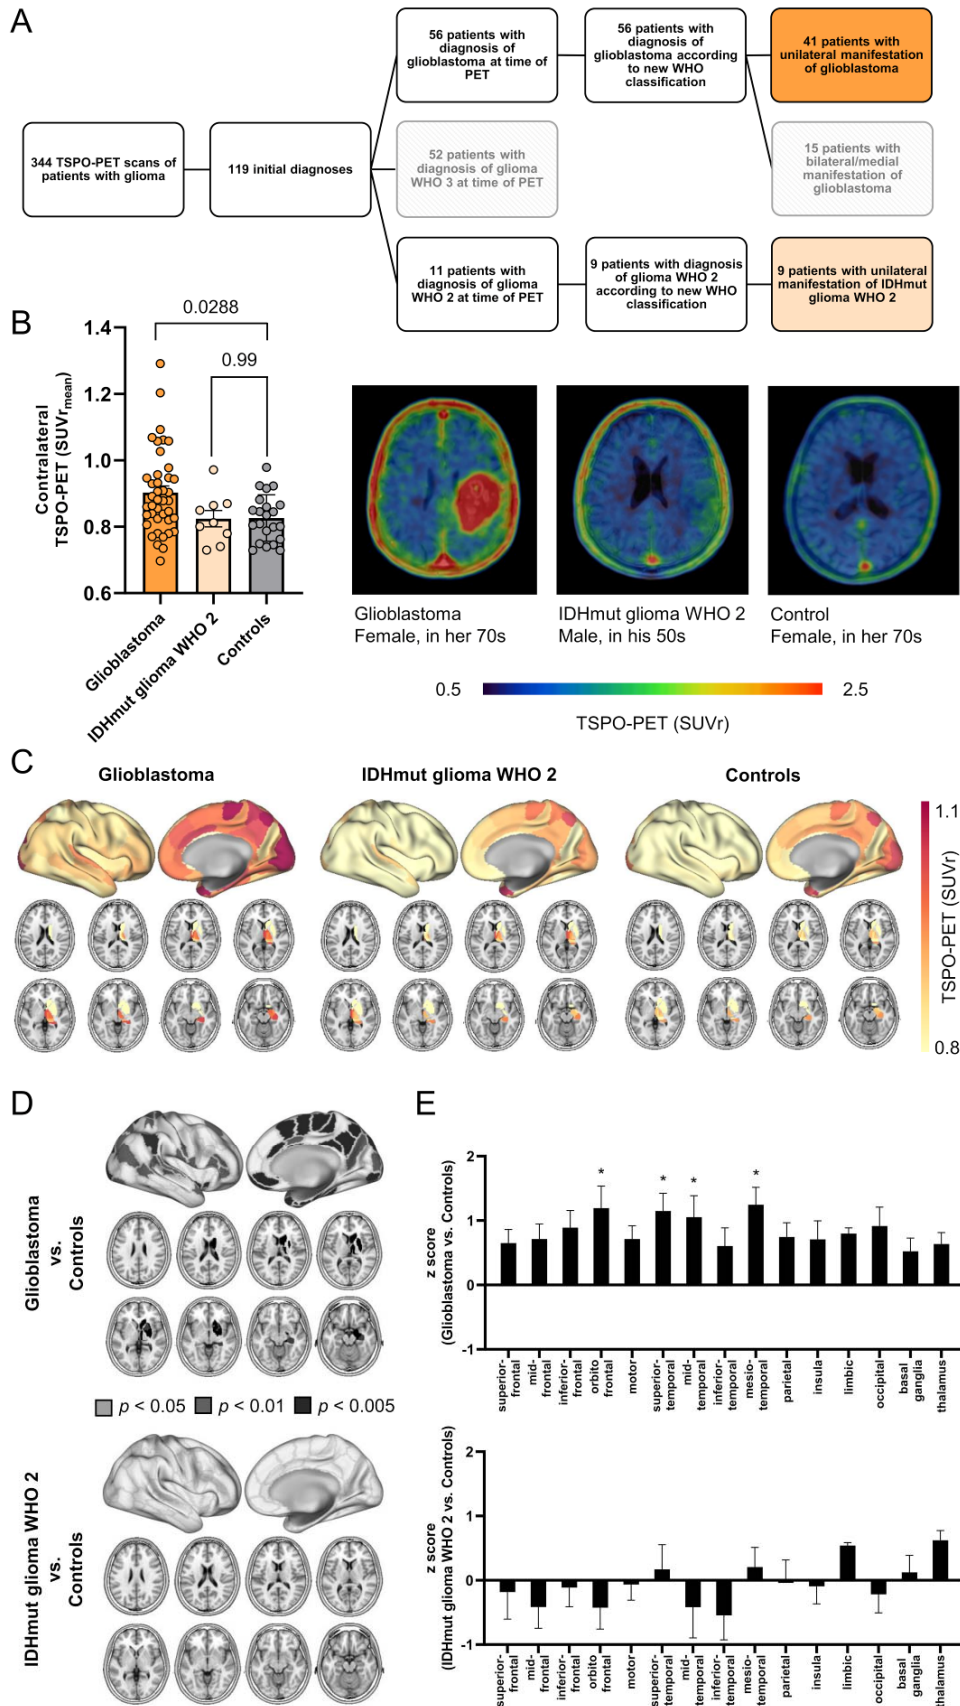 A
56 patients with
diagnosis of
glioblastoma at time of
PET
56 patients with
diagnosis of
glioblastoma according
to new WHO
classification
41 patients with
unilateral manifestation
of glioblastoma
344 TSPO-PET scans of
patients with glioma
119 initial diagnoses
52 patients with
diagnosis of glioma
WHO 3 at time of PET
15 patients with
bilateral/medial
manifestation of
glioblastoma
11 patients with
diagnosis of glioma
WHO 2 at time of PET
9 patients with diagnosis
of glioma WHO 2
according to new WHO
classification
9 patients with unilateral
manifestation of IDHmut
glioma WHO 2
B
Contralateral
TSPO-PET (SUVr mean)
1.4
1.2
1.0
0.8
0.6
0.0288
0.99
Glioblastoma
IDHmut glioma WHO 2
Controls
Glioblastoma
Female, in her 70s
IDHmut glioma WHO 2
Male, in his 50s
Control
Female, in her 70s
0.5
2.5
TSPO-PET (SUVr)
C
Glioblastoma
IDHmut glioma WHO 2
Controls
1.1
TSPO-PET (SUVr)
0.8
D
Glioblastoma
vs.
Controls
p < 0.05
p < 0.01
p < 0.005
IDHmut glioma WHO 2
vs.
Controls
E
z score
(Glioblastoma vs. Controls)
2
1
0
-1
* * * *
superior-
frontal
mid-
frontal
inferior-
frontal
orbito
frontal
motor
superior-
temporal
mid-
temporal
inferior-
temporal
mesio-
temporal
parietal
insula
limbic
occipital
basal
ganglia
thalamus
z score
(IDHmut glioma WHO 2 vs. Controls)
2
1
0
-1
superior-
frontal
mid-
frontal
inferior-
frontal
orbito
frontal
motor
superior-
temporal
mid-
temporal
inferior-
temporal
mesio-
temporal
parietal
insula
limbic
occipital
basal
ganglia
thalamus